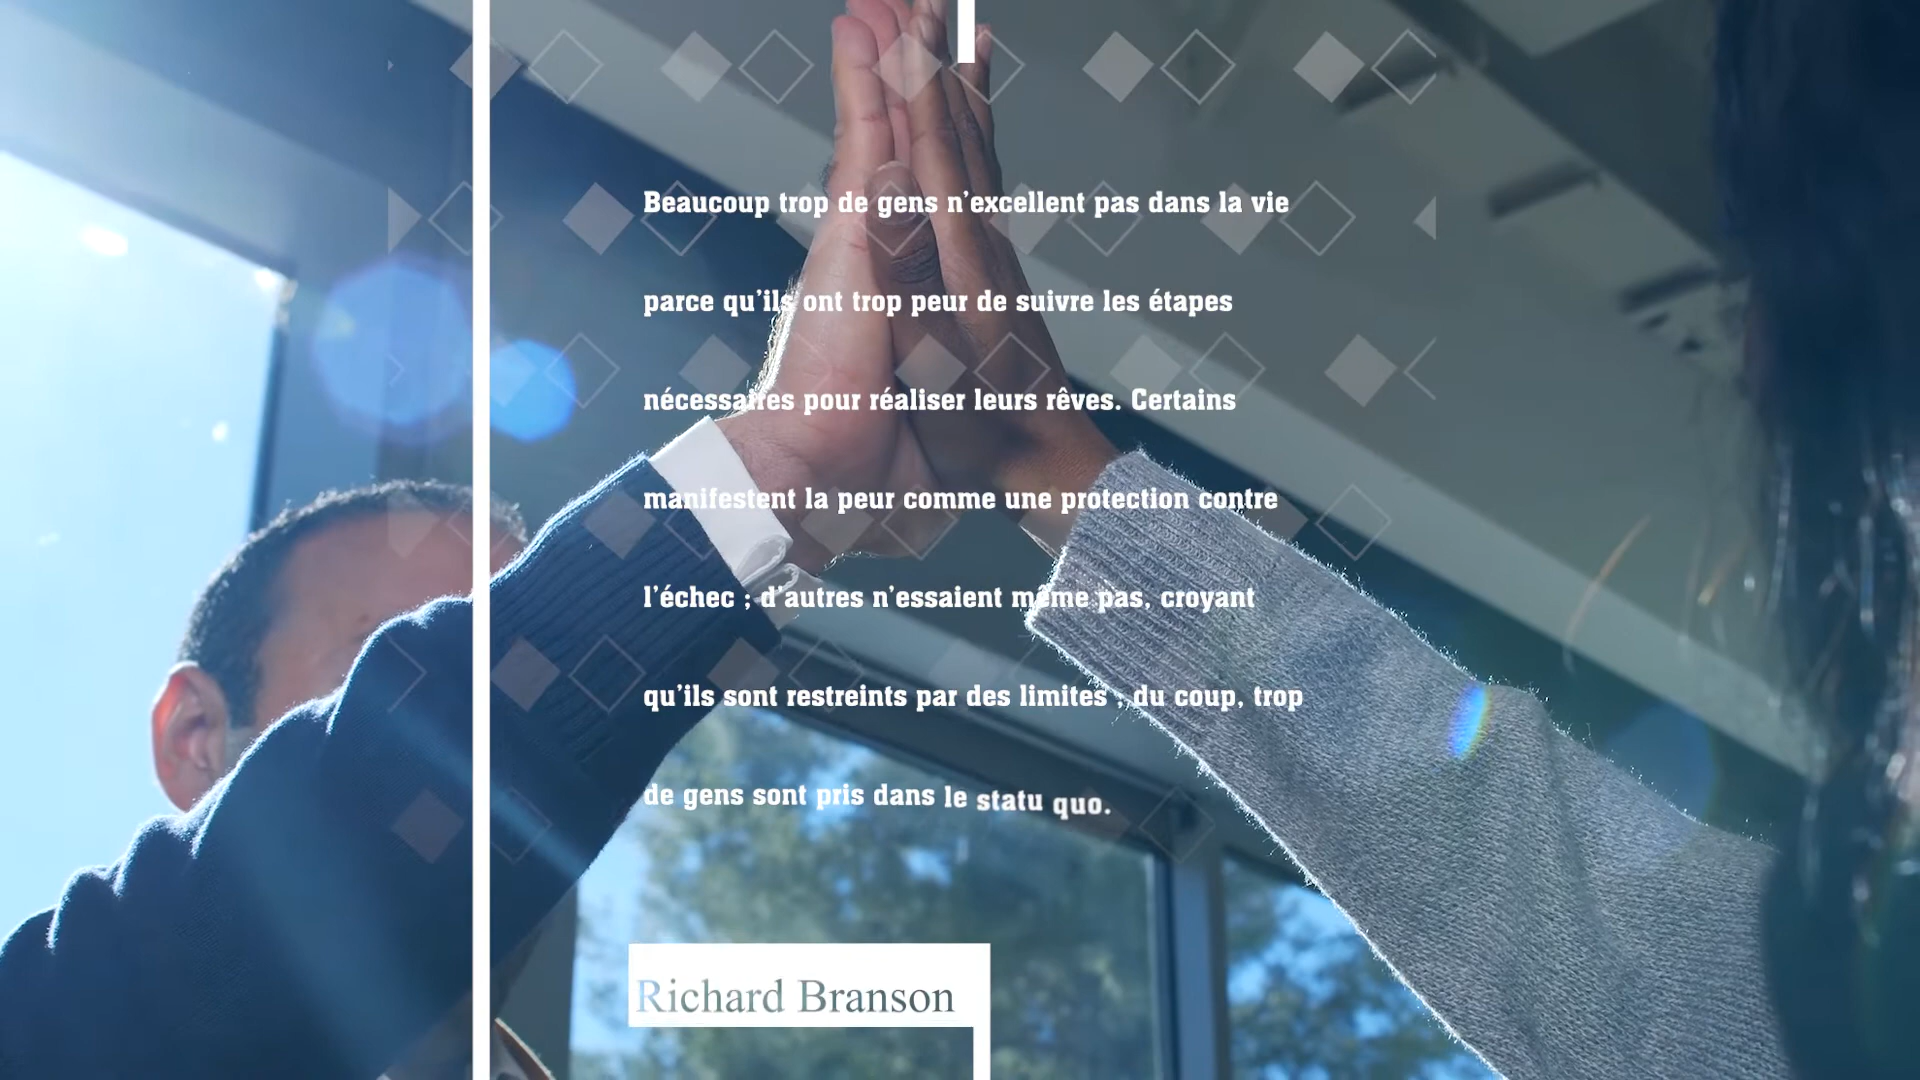 Beaucoup trop de gens n'excellent pas dans la vie
parce qu'ils ont trop peur de suivre les étapes
nécessaires pour réaliser leurs rêves. Certains
manifestent la peur comme une protection contre
l'échec ; d'autres n'essaient même pas, croyant
qu'ils sont restreints par des limites ; du coup, trop
de gens sont pris dans le statu quo.
Richard Branson